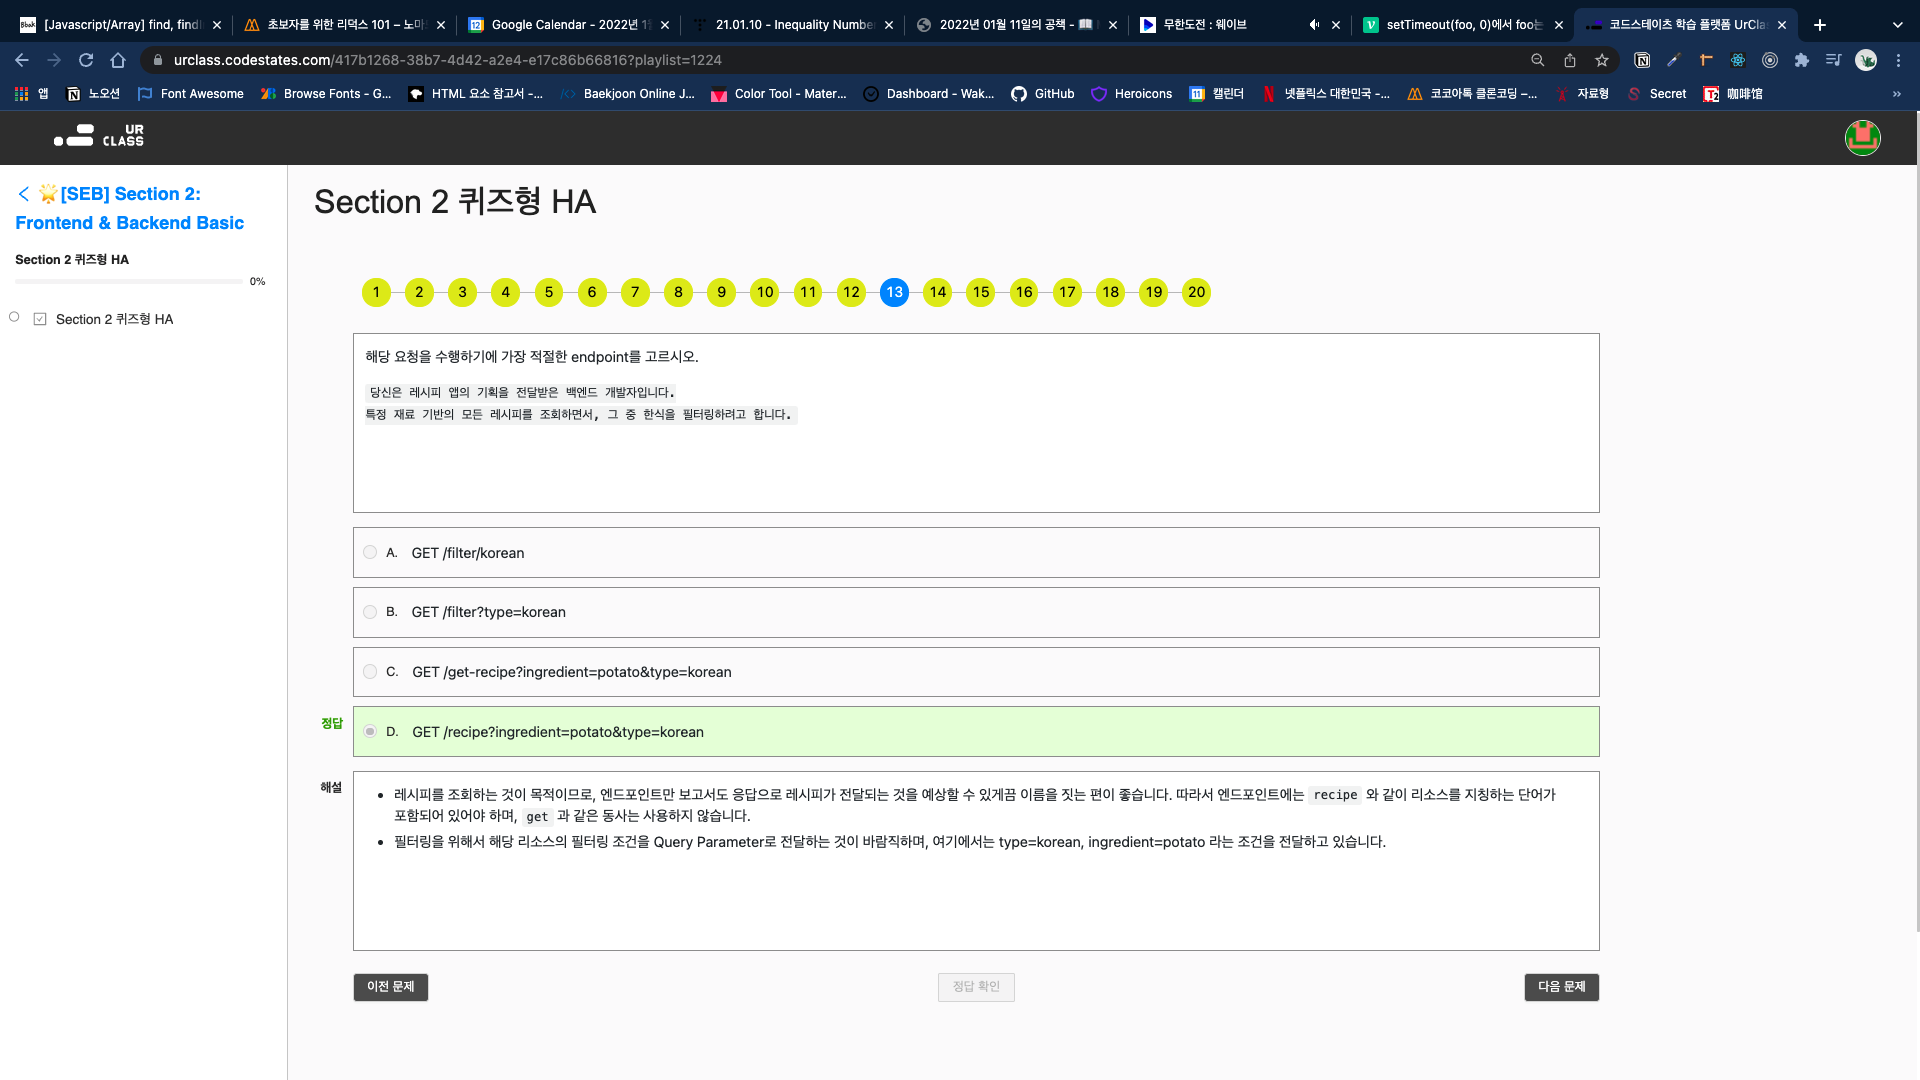 [Javascript/Array] find, findI
초보자를 위한 리덕스 101 – 노마드
Google Calendar - 2022년 1월
21.01.10 - Inequality Number
2022년 01월 11일의 공책 - 📖
무한도전 : 웨이브
setTimeout(foo, 0)에서 foo는
코드스테이츠 학습 플랫폼 UrCla
urclass.codestates.com/417b1268-38b7-4d42-a2e4-e17c86b66816?playlist=1224
앱
노오션
Font Awesome
Browse Fonts - G...
HTML 요소 참고서 -...
Baekjoon Online J...
Color Tool - Mater...
Dashboard - Wak...
GitHub
Heroicons
캘린더
넷플릭스 대한민국 -...
코코아톡 클론코딩 –...
자료형
Secret
咖啡馆
UR
CLASS
🌟[SEB] Section 2:
Frontend & Backend Basic
Section 2 퀴즈형 HA
0%
Section 2 퀴즈형 HA
Section 2 퀴즈형 HA
1 2 3 4 5 6 7 8 9 10 11 12 13 14 15 16 17 18 19 20
해당 요청을 수행하기에 가장 적절한 endpoint를 고르시오.
당신은 레시피 앱의 기획을 전달받은 백엔드 개발자입니다.
특정 재료 기반의 모든 레시피를 조회하면서, 그 중 한식을 필터링하려고 합니다.
A. GET /filter/korean
B. GET /filter?type=korean
C. GET /get-recipe?ingredient=potato&type=korean
정답
D. GET /recipe?ingredient=potato&type=korean
해설
• 레시피를 조회하는 것이 목적이므로, 엔드포인트만 보고서도 응답으로 레시피가 전달되는 것을 예상할 수 있게끔 이름을 짓는 편이 좋습니다. 따라서 엔드포인트에는 recipe 와 같이 리소스를 지칭하는 단어가
포함되어 있어야 하며, get 과 같은 동사는 사용하지 않습니다.
• 필터링을 위해서 해당 리소스의 필터링 조건을 Query Parameter로 전달하는 것이 바람직하며, 여기에서는 type=korean, ingredient=potato 라는 조건을 전달하고 있습니다.
이전 문제
정답 확인
다음 문제